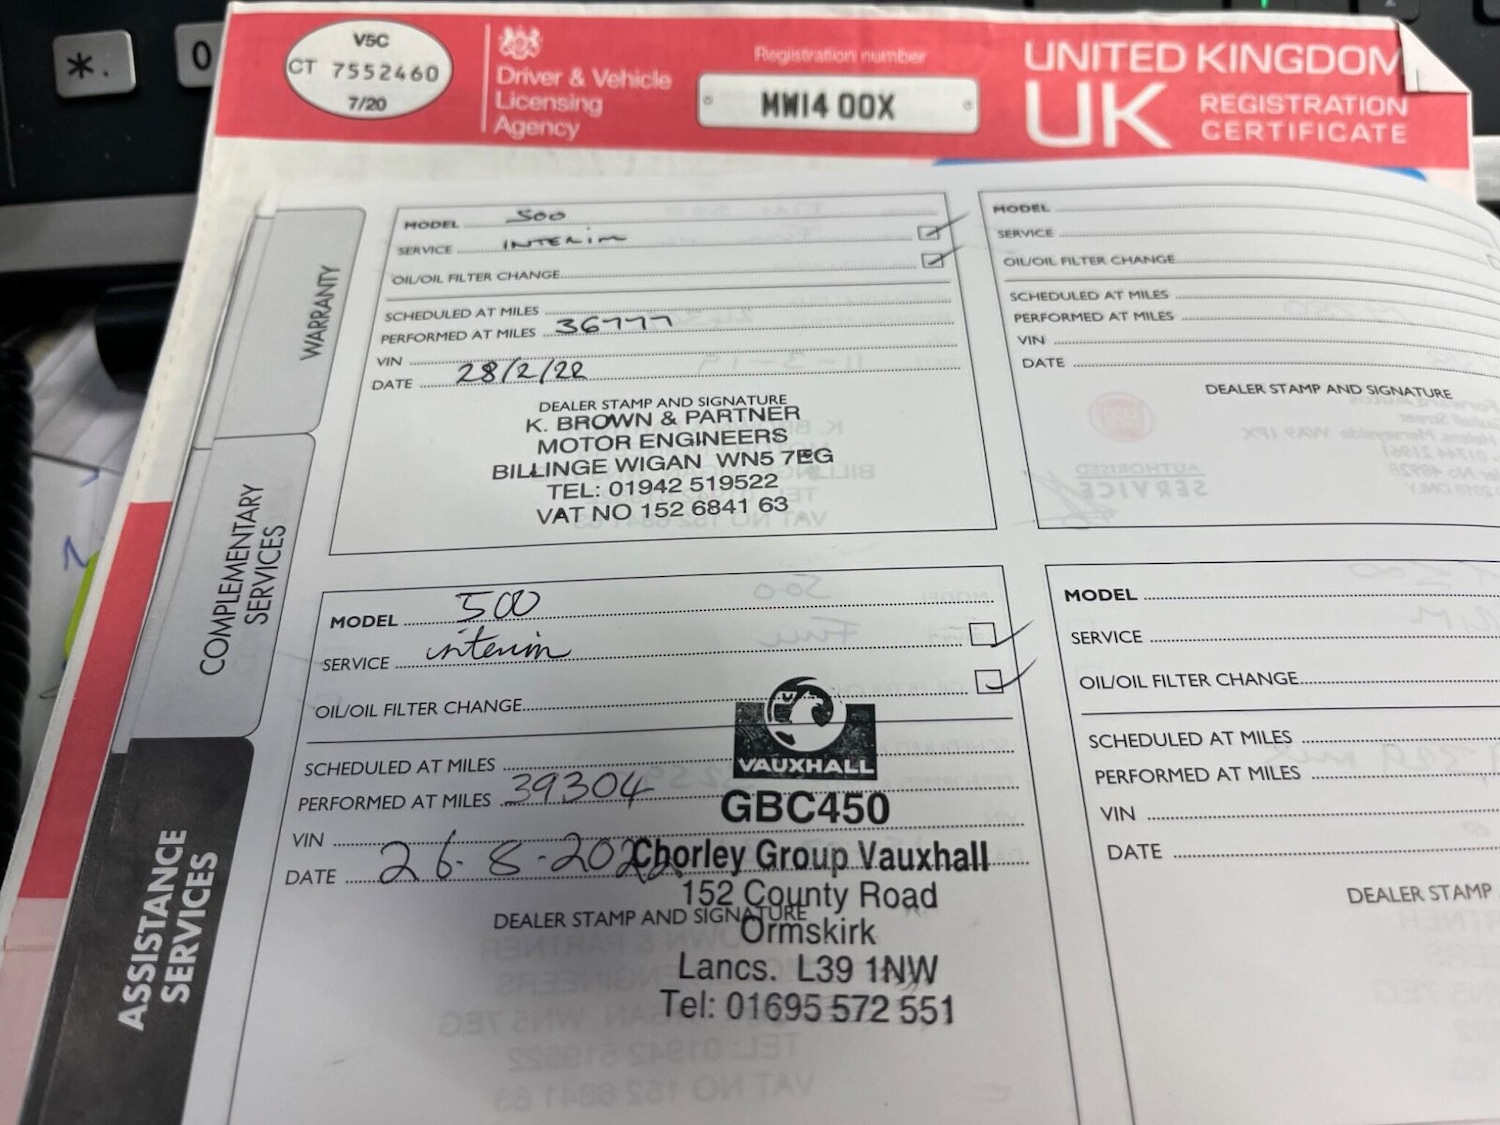 *.
0
V5C
CT 7552460
7/20
Driver & Vehicle
Licensing
Agency
Registration number
MW14 OOX
UNITED KINGDOM
UK
REGISTRATION
CERTIFICATE
WARRANTY
COMPLEMENTARY
SERVICES
ASSISTANCE
SERVICES
MODEL 500
SERVICE INTERIM
OIL/OIL FILTER CHANGE
SCHEDULED AT MILES
PERFORMED AT MILES 36777
VIN
DATE 28/2/22
DEALER STAMP AND SIGNATURE
K. BROWN & PARTNER
MOTOR ENGINEERS
BILLINGE WIGAN WN5 7EG
TEL: 01942 519522
VAT NO 152 6841 63
MODEL
SERVICE
OIL/OIL FILTER CHANGE
SCHEDULED AT MILES
PERFORMED AT MILES
VIN
DATE
DEALER STAMP AND SIGNATURE
MODEL 500
SERVICE interim
OIL/OIL FILTER CHANGE
SCHEDULED AT MILES
PERFORMED AT MILES 39304
VIN
DATE 26-8-2022
DEALER STAMP AND SIGNATURE
VAUXHALL
GBC450
Chorley Group Vauxhall
152 County Road
Ormskirk
Lancs. L39 1NW
Tel: 01695 572 551
MODEL
SERVICE
OIL/OIL FILTER CHANGE
SCHEDULED AT MILES
PERFORMED AT MILES
VIN
DATE
DEALER STAMP